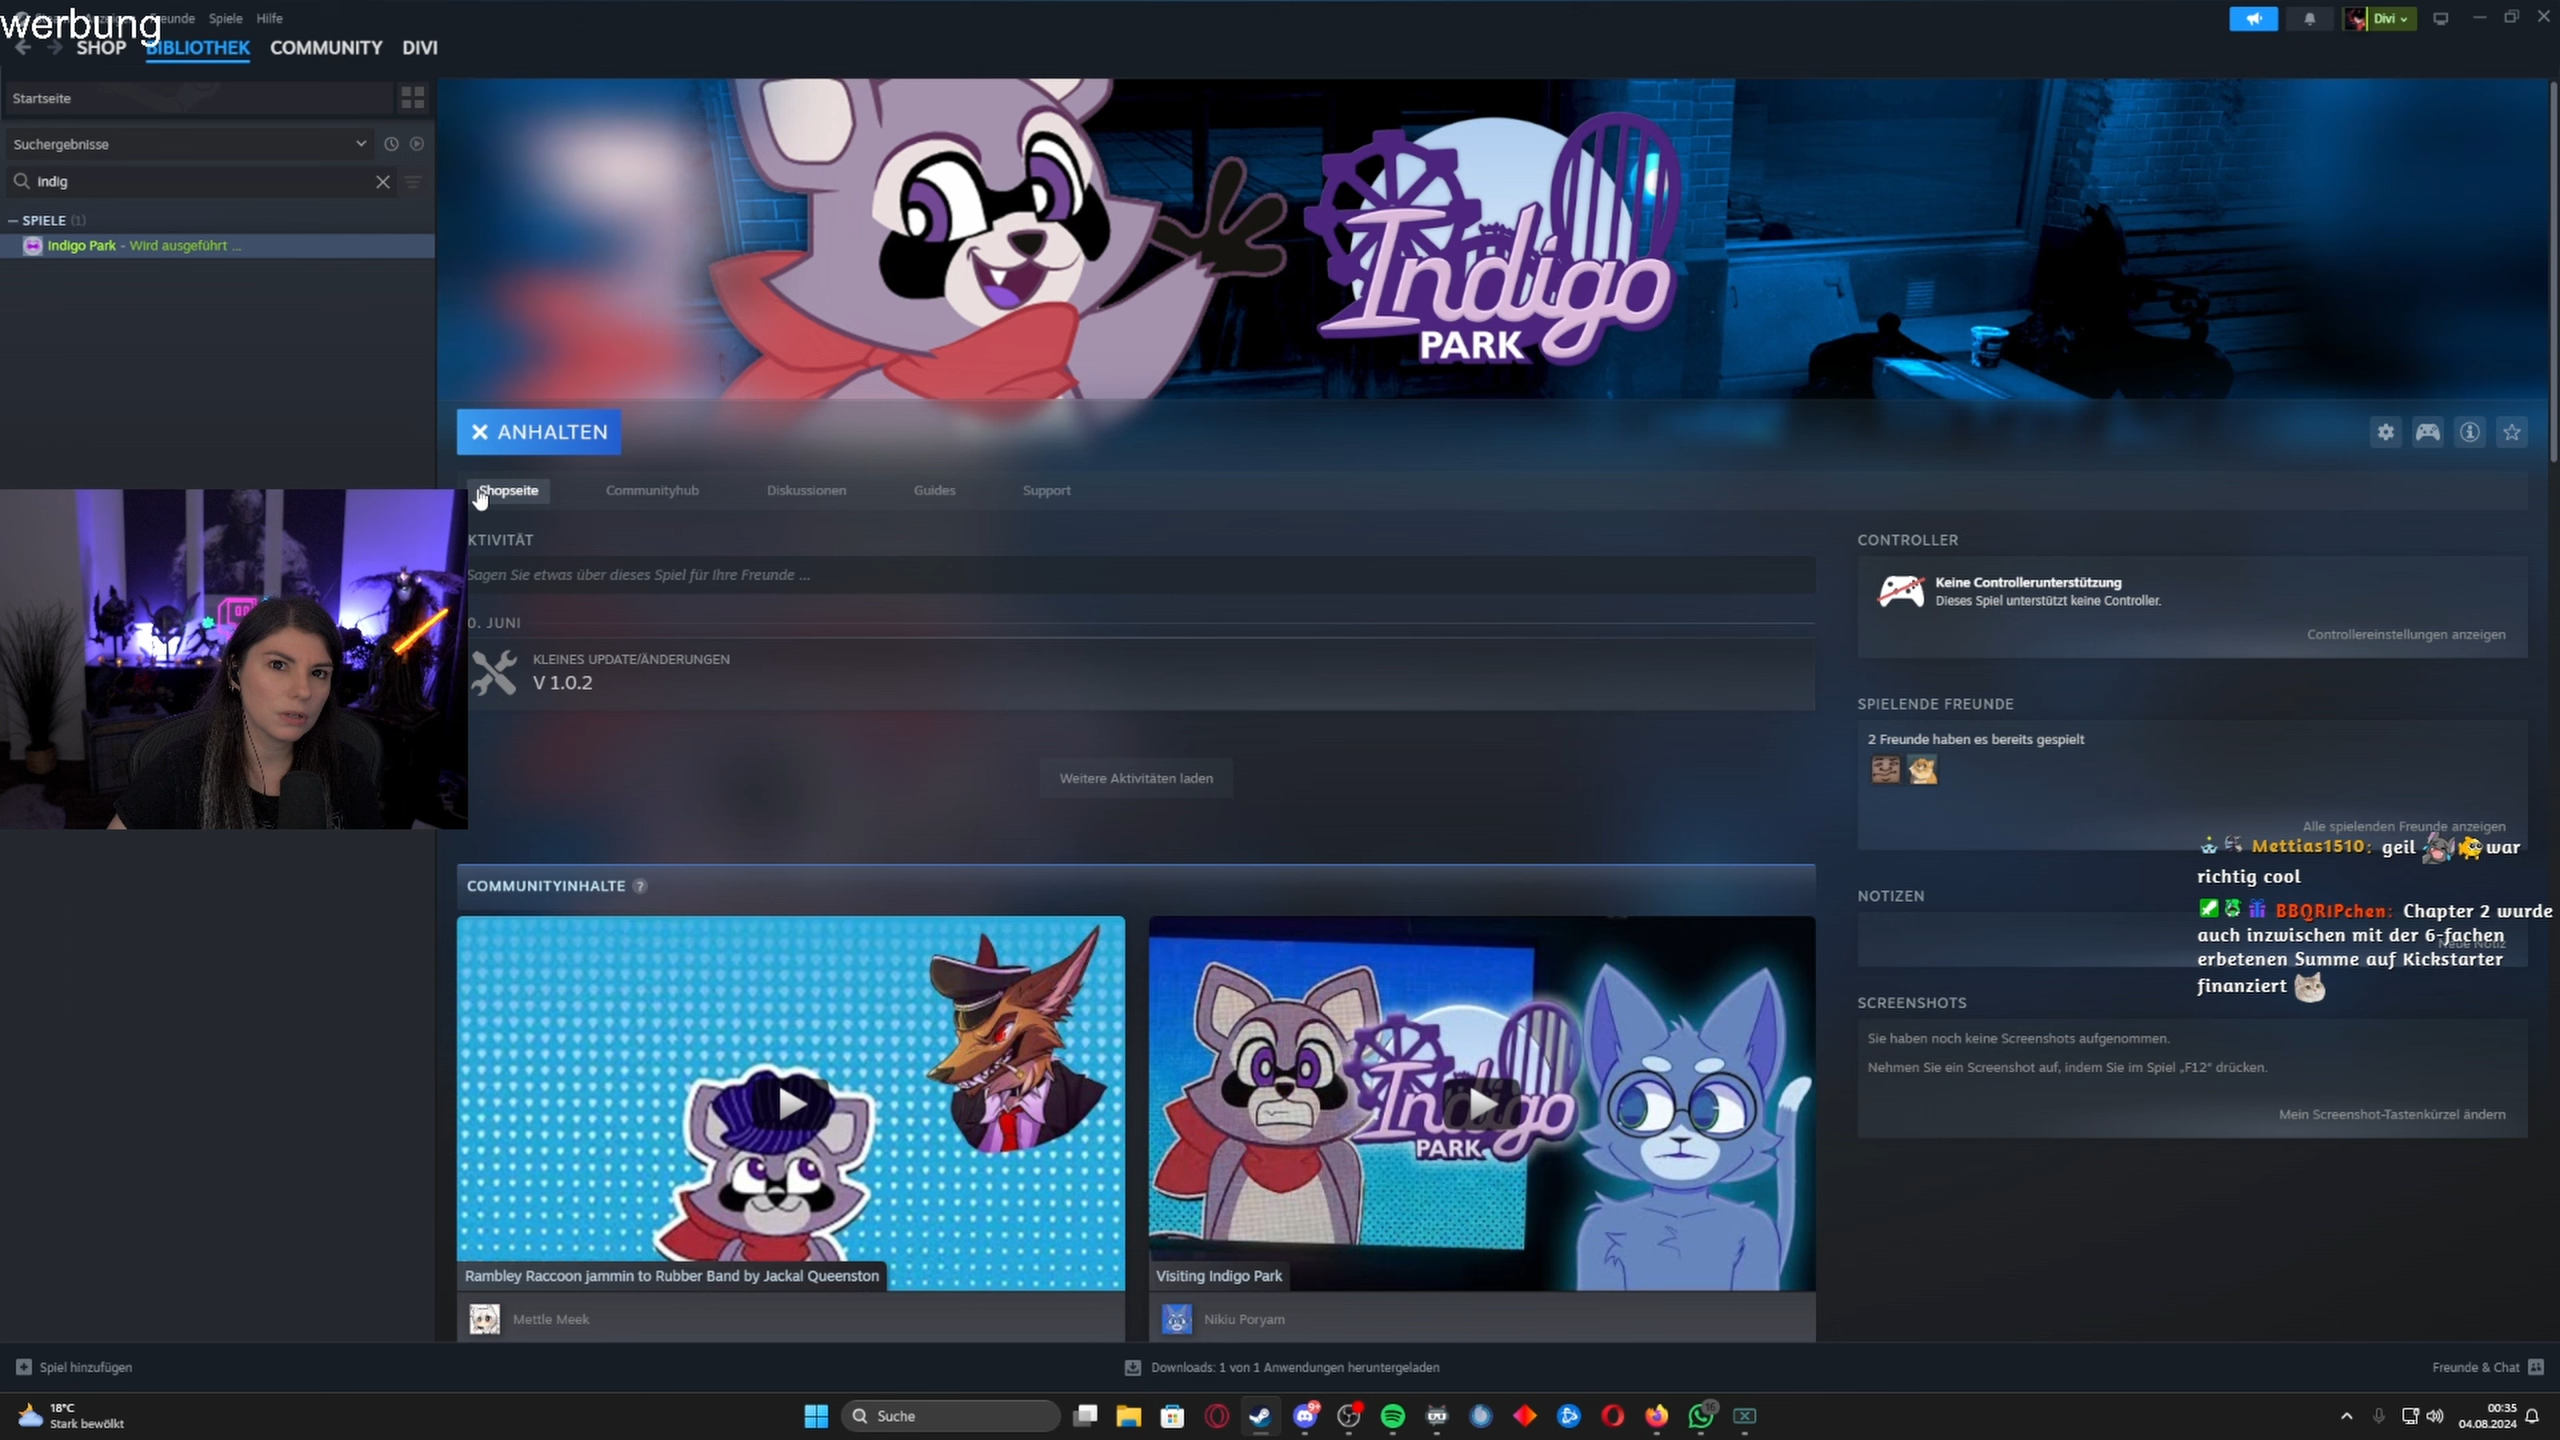 werbung
Freunde Spiele Hilfe
Divi
SHOP BIBLIOTHEK COMMUNITY DIVI
Startseite
Suchergebnisse
Indig
SPIELE (1)
Indigo Park - Wird ausgeführt ...
Indigo
PARK
ANHALTEN
Shopseite Communityhub Diskussionen Guides Support
KTIVITÄT
Sagen Sie etwas über dieses Spiel für Ihre Freunde ...
0. JUNI
KLEINES UPDATE/ÄNDERUNGEN
V 1.0.2
Weitere Aktivitäten laden
CONTROLLER
Keine Controllerunterstützung
Dieses Spiel unterstützt keine Controller.
Controllereinstellungen anzeigen
SPIELENDE FREUNDE
2 Freunde haben es bereits gespielt
Alle spielenden Freunde anzeigen
Mettias1510: geil war
richtig cool
BBQRIPchen: Chapter 2 wurde
auch inzwischen mit der 6-fachen
erbetenen Summe auf Kickstarter
finanziert
NOTIZEN
Neue Notiz
SCREENSHOTS
Sie haben noch keine Screenshots aufgenommen.
Nehmen Sie ein Screenshot auf, indem Sie im Spiel „F12" drücken.
Mein Screenshot-Tastenkürzel ändern
COMMUNITYINHALTE ?
Rambley Raccoon jammin to Rubber Band by Jackal Queenston
Mettle Meek
Indigo
PARK
Visiting Indigo Park
Nikiu Poryam
Spiel hinzufügen
Downloads: 1 von 1 Anwendungen heruntergeladen
Freunde & Chat
18°C
Stark bewölkt
Suche
9+
16
00:35
04.08.2024